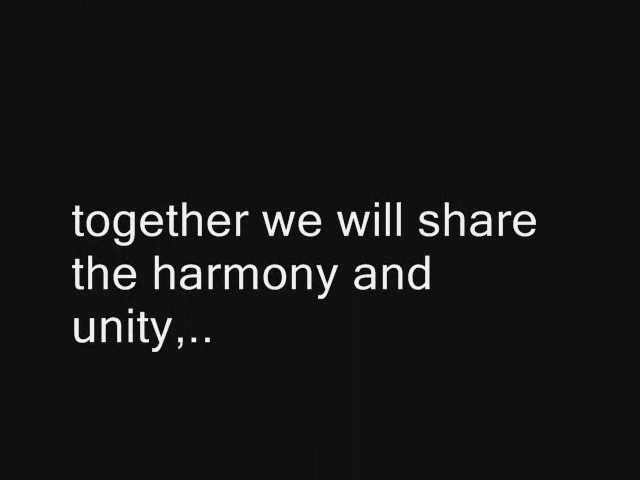 together we will share
the harmony and
unity,..